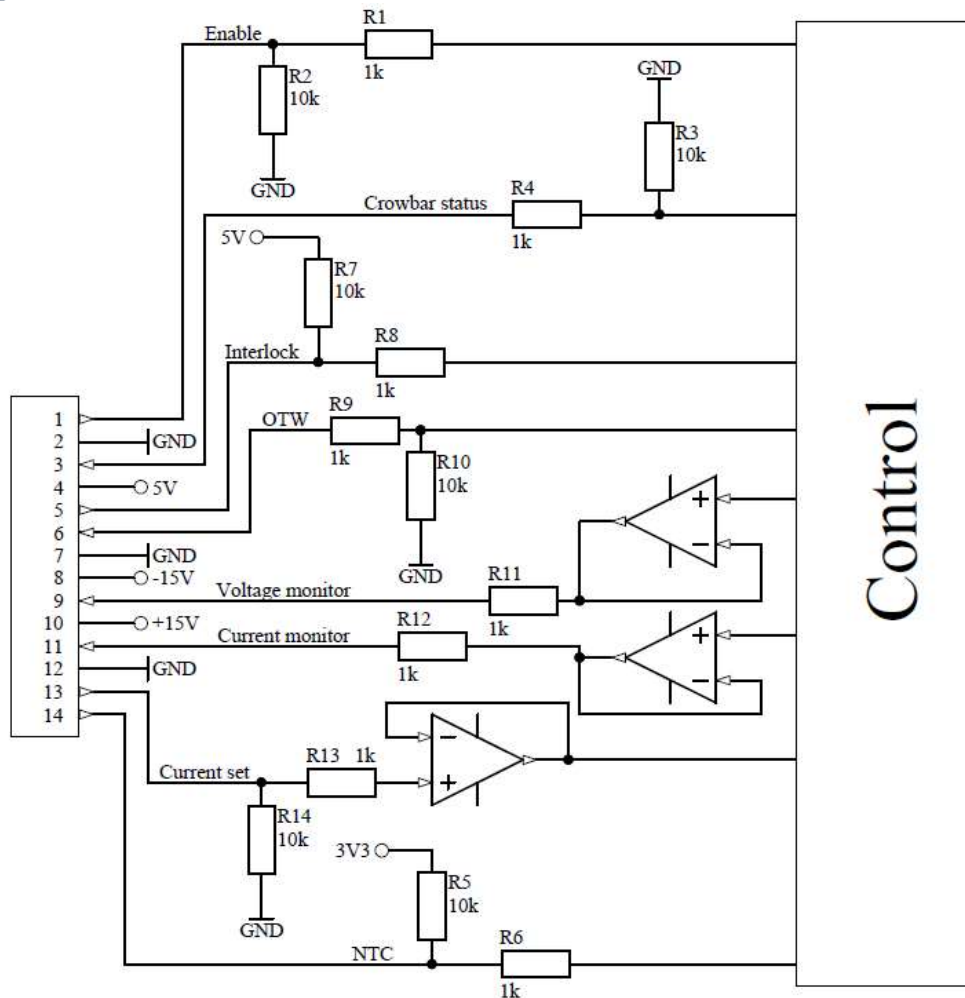 R1
Enable
1k
R2
10k
GND
GND
R3
10k
R4
Crowbar status
1k
5V
R7
10k
R8
Interlock
1k
R9
OTW
1k
R10
10k
GND
1
2 GND
3
4 5V
5
6
7 GND
8 -15V
9
10 +15V
11
12 GND
13
14
+
−
R11
Voltage monitor
1k
R12
Current monitor
1k
+
−
R13 1k
−
+
Current set
R14
10k
GND
3V3
R5
10k
R6
NTC
1k
Control